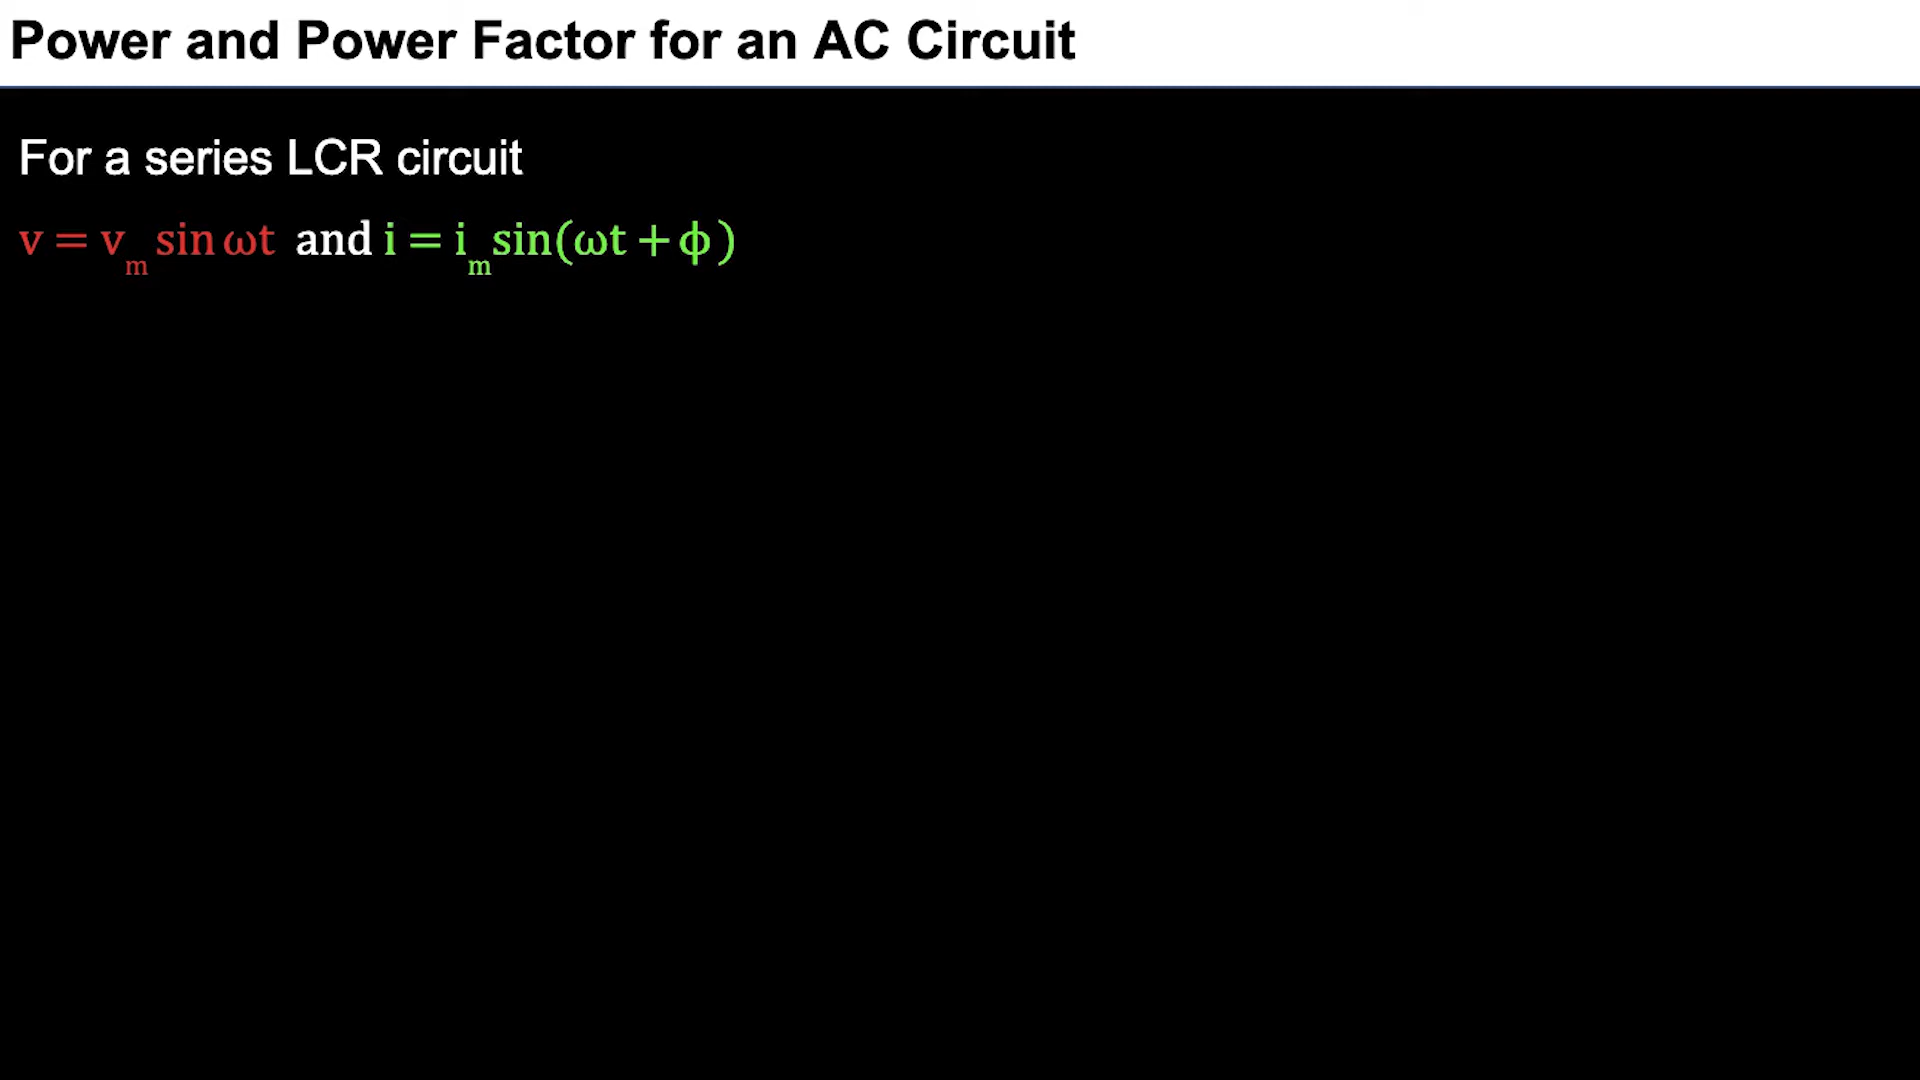 Power and Power Factor for an AC Circuit
For a series LCR circuit
v = vₘ sin ωt and i = iₘ sin(ωt + ϕ)